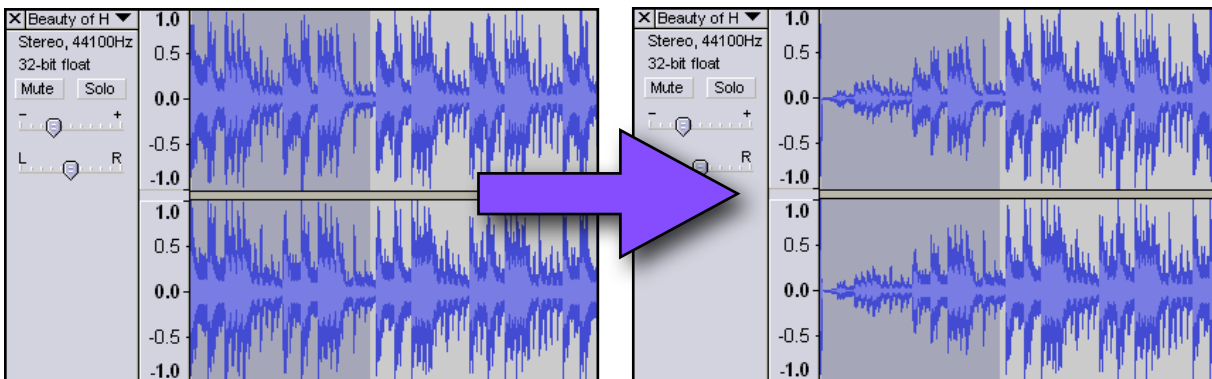 × Beauty of H ▼
Stereo, 44100Hz
32-bit float
Mute Solo
- +
L R
1.0
0.5
0.0
-0.5
-1.0
1.0
0.5
0.0
-0.5
-1.0
× Beauty of H ▼
Stereo, 44100Hz
32-bit float
Mute Solo
- +
R
1.0
0.5
0.0
-0.5
-1.0
1.0
0.5
0.0
-0.5
-1.0